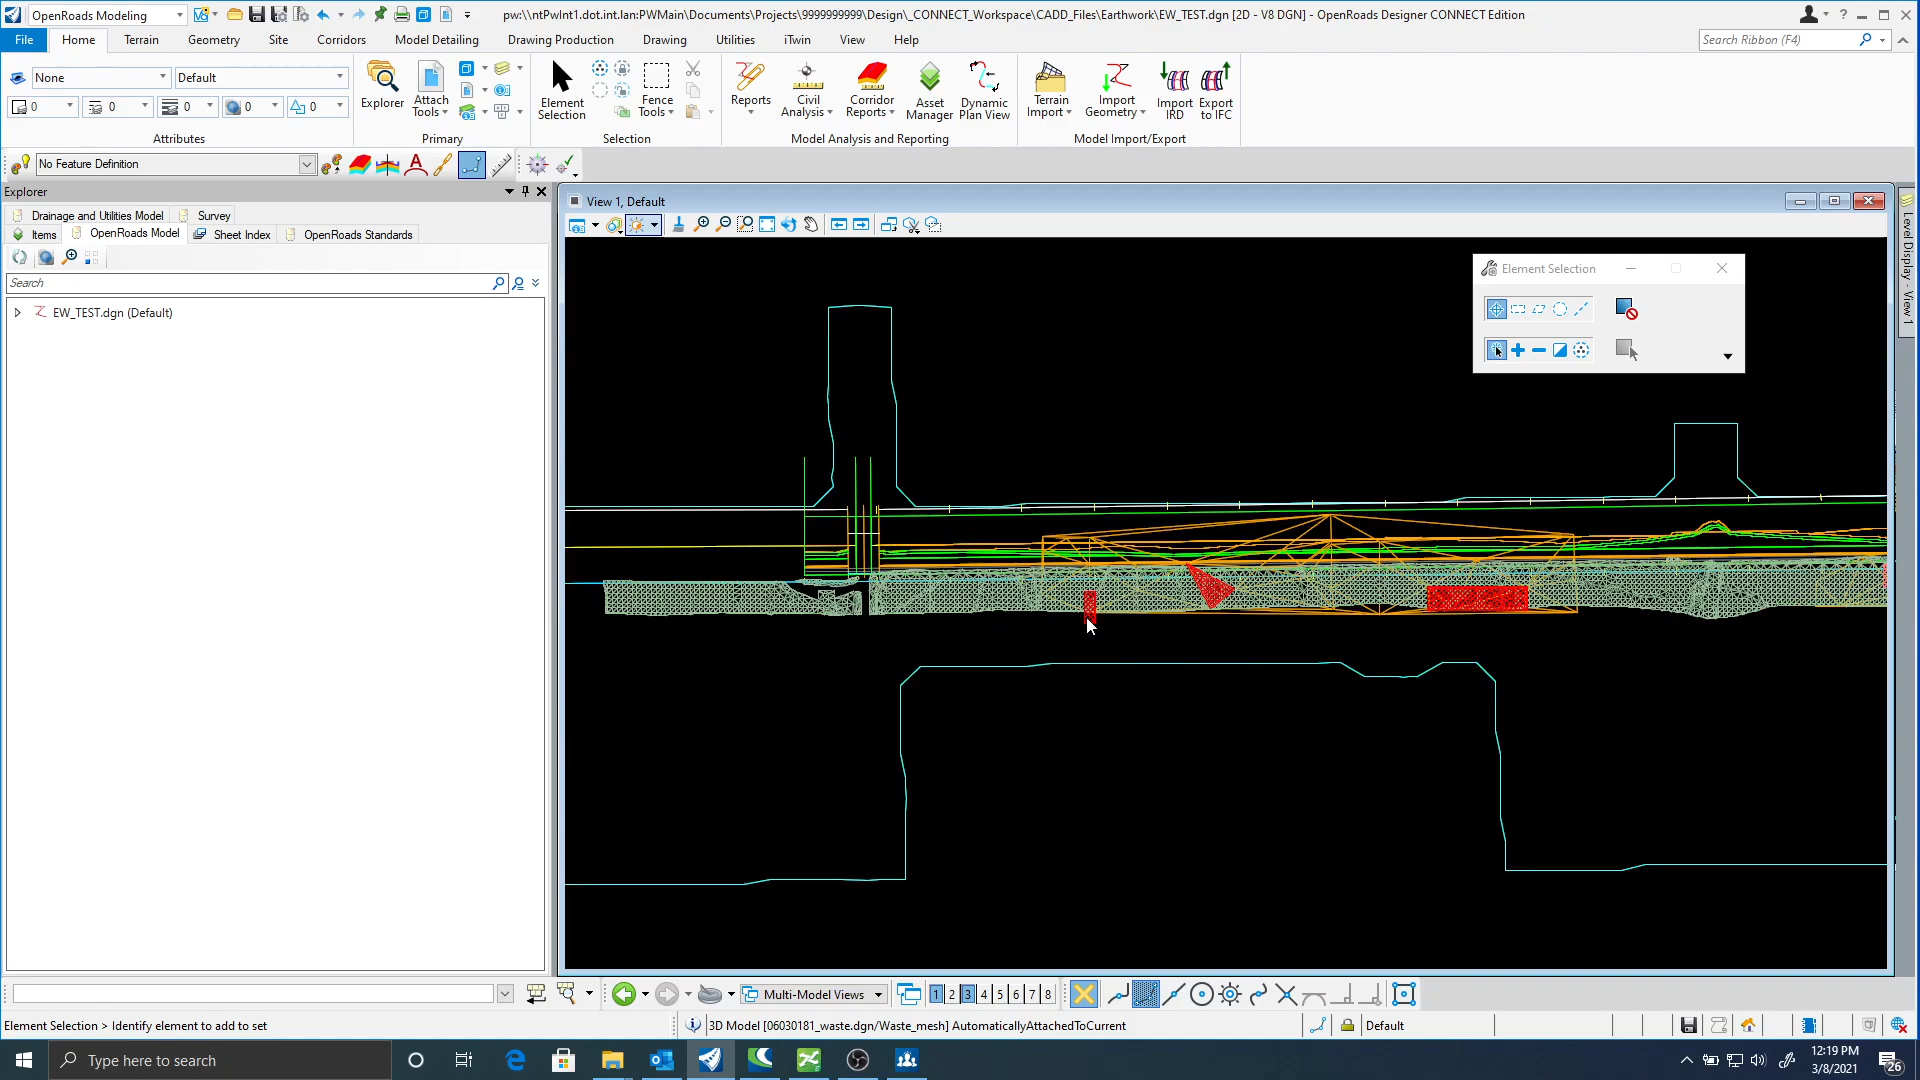 OpenRoads Modeling
pw:\\ntPwInt1.dot.int.lan:PWMain\Documents\Projects\9999999999\Design\_CONNECT_Workspace\CADD_Files\Earthwork\EW_TEST.dgn [2D - V8 DGN] - OpenRoads Designer CONNECT Edition
File
Home
Terrain
Geometry
Site
Corridors
Model Detailing
Drawing Production
Drawing
Utilities
iTwin
View
Help
Search Ribbon (F4)
None
Default
0
0
0
0
0
Attributes
Explorer
Attach Tools
Primary
Element Selection
Fence Tools
Selection
Reports
Civil Analysis
Corridor Reports
Asset Manager
Dynamic Plan View
Model Analysis and Reporting
Terrain Import
Import Geometry
Import IRD
Export to IFC
Model Import/Export
No Feature Definition
Explorer
Drawing and Utilities Model
Survey
Items
OpenRoads Model
Sheet Index
OpenRoads Standards
Search
EW_TEST.dgn (Default)
View 1, Default
Element Selection
Level Display - View 1
Multi-Model Views
1 2 3 4 5 6 7 8
Element Selection > Identify element to add to set
3D Model [06030181_waste.dgn/Waste_mesh] AutomaticallyAttachedToCurrent
Default
Type here to search
12:19 PM
3/8/2021
26